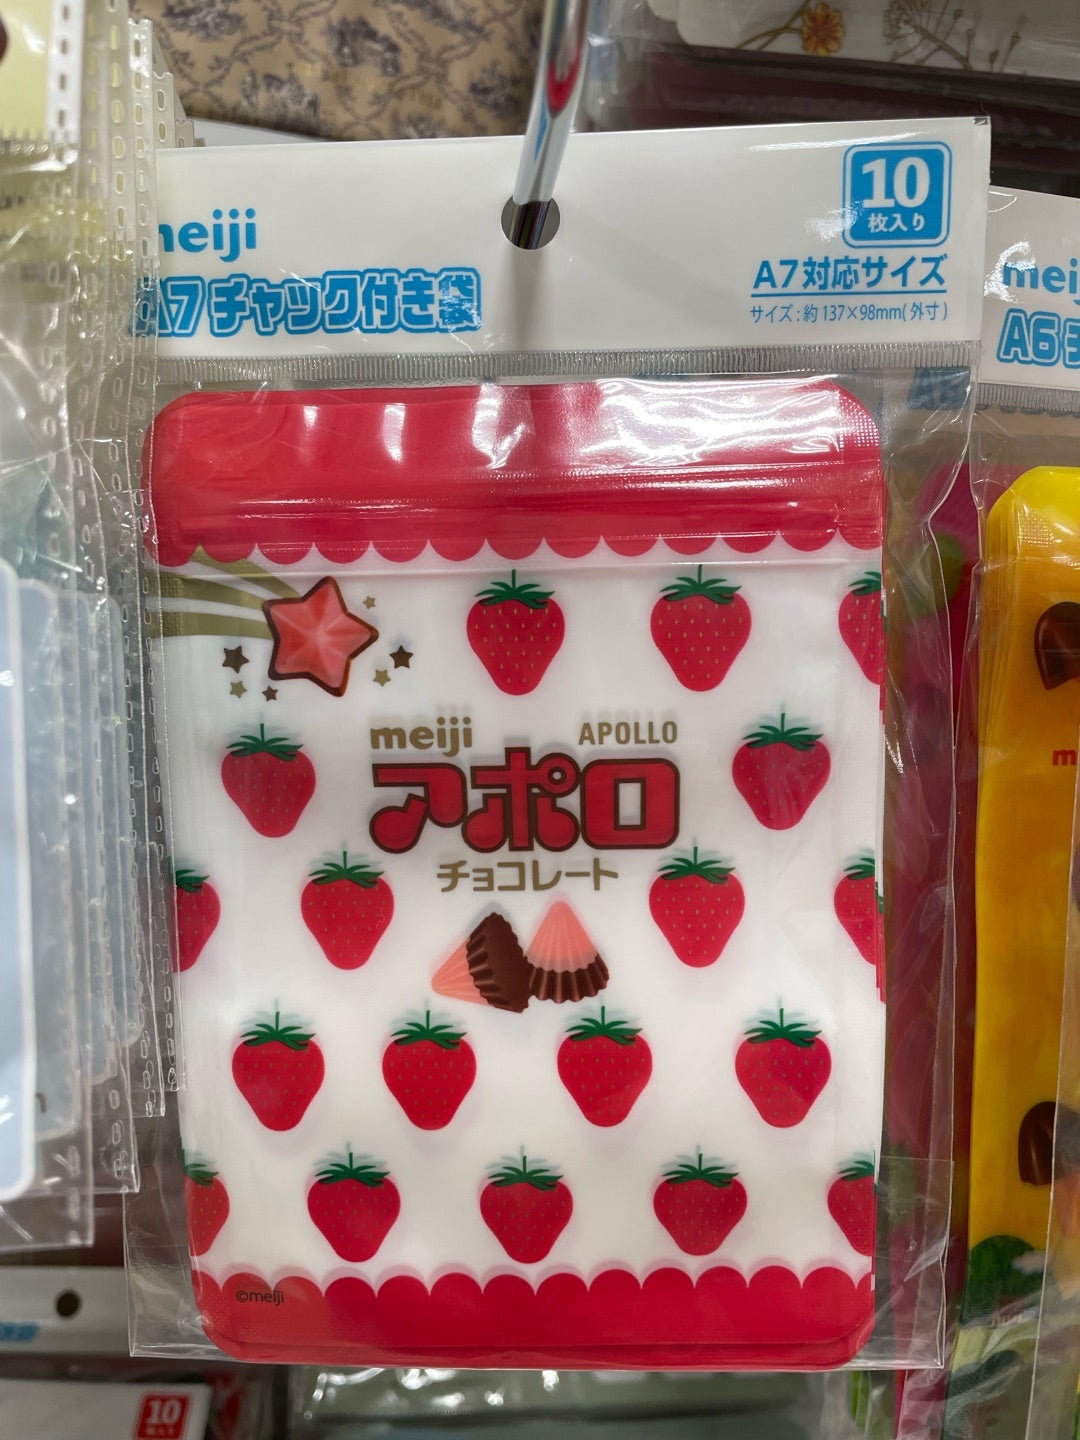 meiji
A7チャック付き袋
10
枚入り
A7対応サイズ
サイズ:約137×98mm(外寸)
meiji APOLLO
アポロ
チョコレート
©meiji
A6
10